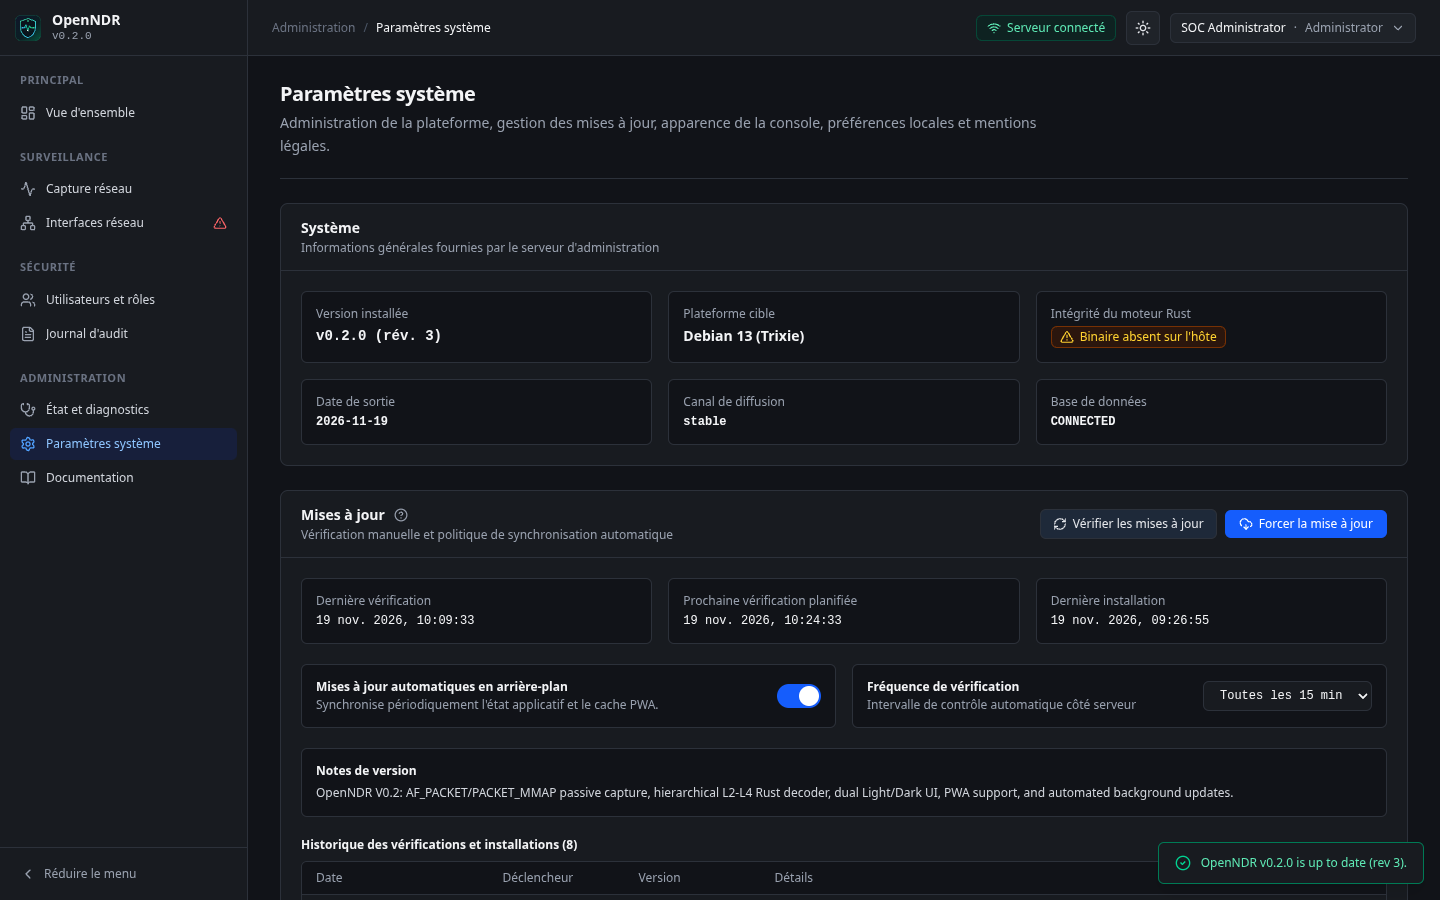 OpenNDR
v0.2.0
Administration / Paramètres système
Serveur connecté
SOC Administrator · Administrator
PRINCIPAL
Vue d'ensemble
SURVEILLANCE
Capture réseau
Interfaces réseau
SÉCURITÉ
Utilisateurs et rôles
Journal d'audit
ADMINISTRATION
État et diagnostics
Paramètres système
Documentation
Réduire le menu
Paramètres système
Administration de la plateforme, gestion des mises à jour, apparence de la console, préférences locales et mentions
légales.
Système
Informations générales fournies par le serveur d'administration
Version installée
v0.2.0 (rév. 3)
Plateforme cible
Debian 13 (Trixie)
Intégrité du moteur Rust
Binaire absent sur l'hôte
Date de sortie
2026-11-19
Canal de diffusion
stable
Base de données
CONNECTED
Mises à jour
Vérification manuelle et politique de synchronisation automatique
Vérifier les mises à jour
Forcer la mise à jour
Dernière vérification
19 nov. 2026, 10:09:33
Prochaine vérification planifiée
19 nov. 2026, 10:24:33
Dernière installation
19 nov. 2026, 09:26:55
Mises à jour automatiques en arrière-plan
Synchronise périodiquement l'état applicatif et le cache PWA.
Fréquence de vérification
Intervalle de contrôle automatique côté serveur
Toutes les 15 min
Notes de version
OpenNDR V0.2: AF_PACKET/PACKET_MMAP passive capture, hierarchical L2-L4 Rust decoder, dual Light/Dark UI, PWA support, and automated background updates.
Historique des vérifications et installations (8)
Date Déclencheur Version Détails
OpenNDR v0.2.0 is up to date (rev 3).